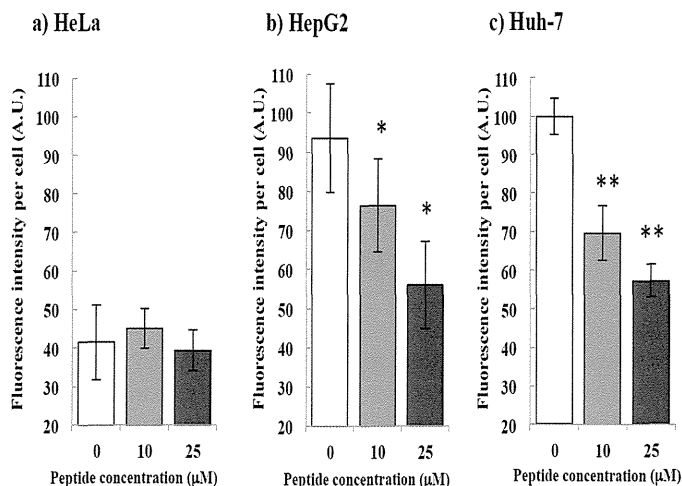 a) HeLa
b) HepG2
c) Huh-7
Fluorescence intensity per cell (A.U.)
110
100
90
80
70
60
50
40
30
20
0 10 25
Peptide concentration (μM)
Fluorescence intensity per cell (A.U.)
110
100
90
80
70
60
50
40
30
20
*
*
0 10 25
Peptide concentration (μM)
Fluorescence intensity per cell (A.U.)
110
100
90
80
70
60
50
40
30
20
**
**
0 10 25
Peptide concentration (μM)